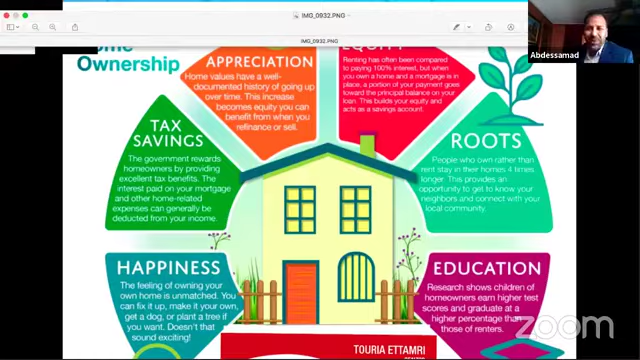 IMG_0932.PNG
IMG_0932.PNG
Home
Ownership
APPRECIATION
Home values have a well-
documented history of going up
over time. This increase
becomes equity you can
benefit from when you
refinance or sell.
EQUITY
Renting has often been compared
to paying 100% interest, but when
you own a home and a mortgage is in
place; a portion of your payment goes
toward the principal balance on your
loan. This builds your equity and
acts as a savings account.
Abdessamad
TAX
SAVINGS
The government rewards
homeowners by providing
excellent tax benefits. The
interest paid on your mortgage
and other home-related
expenses can generally be
deducted from your income.
ROOTS
People who own rather than
rent stay in their homes 4 times
longer. This provides an
opportunity to get to know your
neighbors and connect with your
local community.
HAPPINESS
The feeling of owning your
own home is unmatched. You
can fix it up, make it your own,
get a dog, or plant a tree if
you want. Doesn't that
sound exciting!
EDUCATION
Research shows children of
homeowners earn higher test
scores and graduate at a
higher percentage than
those of renters.
TOURIA ETTAMRI
zoom